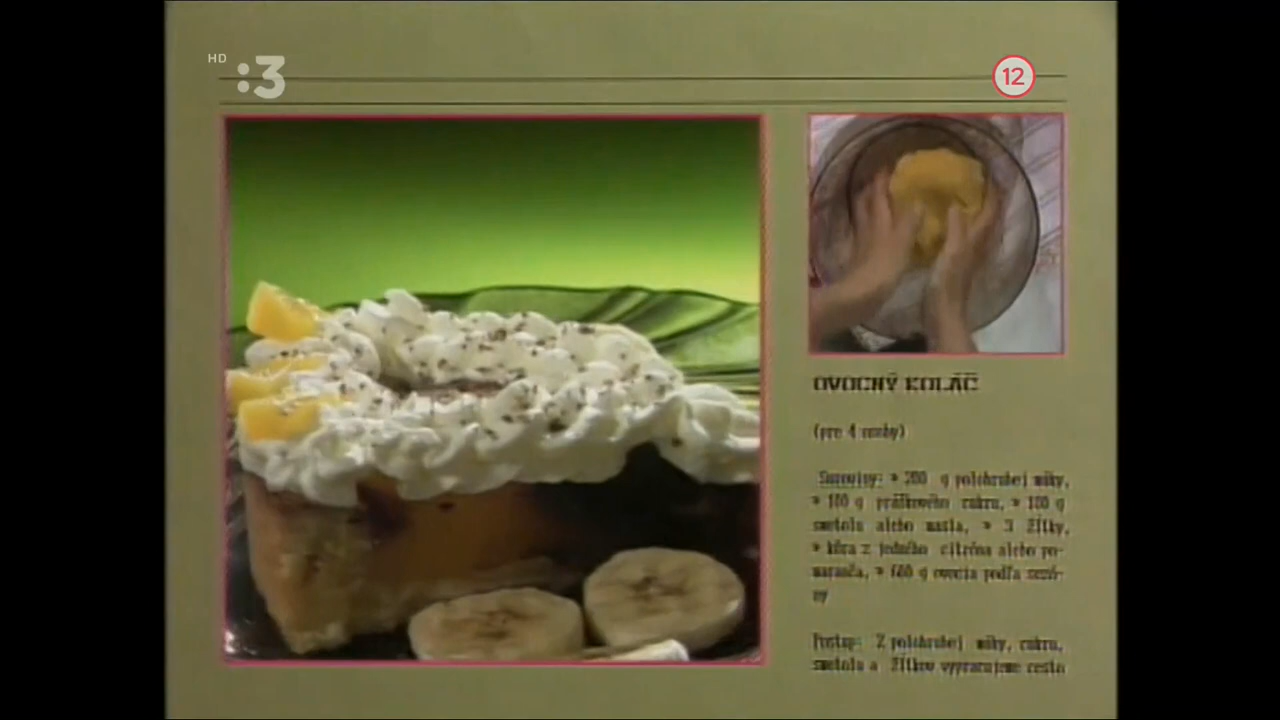 HD :3
12
OVOCNÝ KOLÁČ
(pre 4 osoby)
Suroviny: * 200 g polohrubej múky,
* 100 g práškového cukru, * 100 g
smetolu alebo masla, * 3 žĺtky,
* kôra z jedného citróna alebo po-
maranča, * 600 g ovocia podľa sezó-
ny
Postup: Z polohrubej múky, cukru,
smetolu a žĺtkov vypracujeme cesto